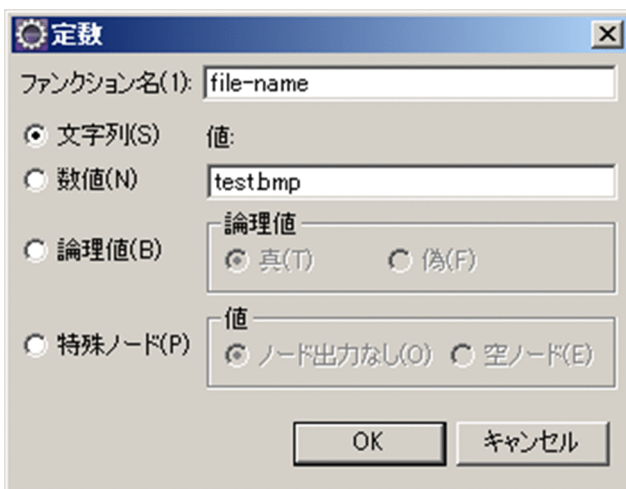 定数
ファンクション名(1): file-name
文字列(S) 値:
数値(N) test.bmp
論理値
論理値(B) 真(T) 偽(F)
値
特殊ノード(P) ノード出力なし(O) 空ノード(E)
OK キャンセル